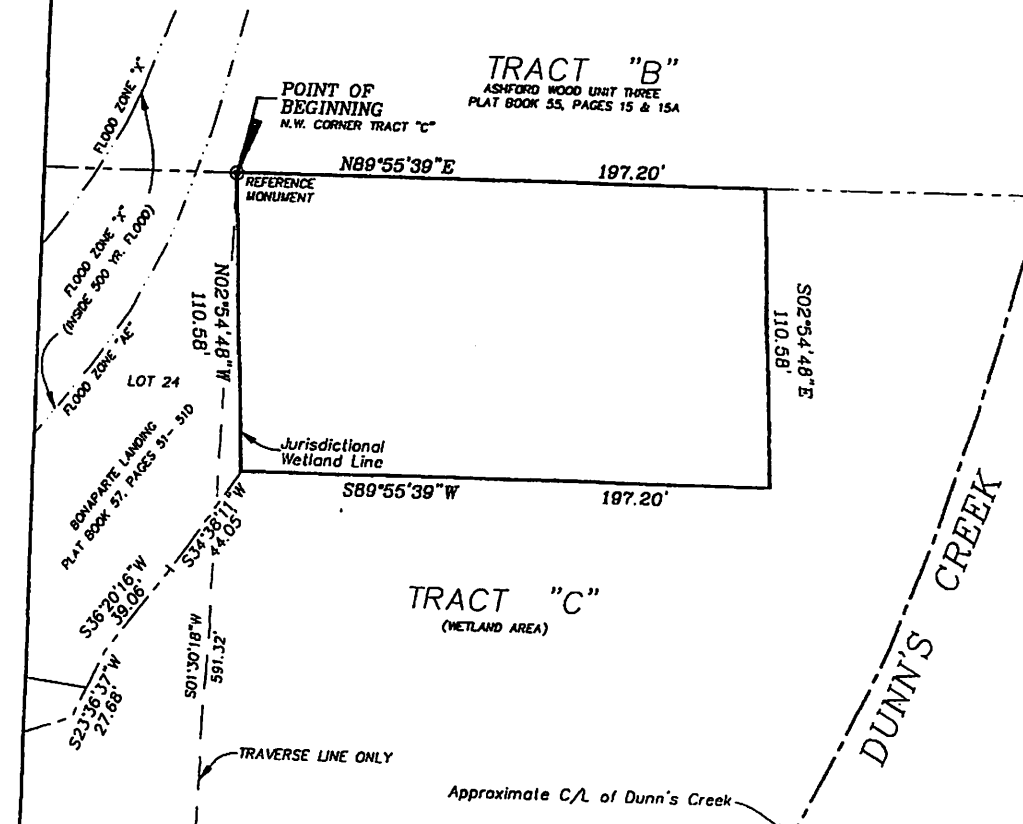 TRACT "B"
ASHFORD WOOD UNIT THREE
PLAT BOOK 55, PAGES 15 & 15A
POINT OF
BEGINNING
N.W. CORNER TRACT "C"
FLOOD ZONE "X"
N89°55'39"E 197.20'
REFERENCE
MONUMENT
FLOOD ZONE "X"
(INSIDE 500 YR. FLOOD)
FLOOD ZONE "AE"
N02°54'48"W
110.58'
S02°54'48"E
110.58'
LOT 24
BONAPARTE LANDING
PLAT BOOK 57, PAGES 51- 51D
Jurisdictional
Wetland Line
S89°55'39"W 197.20'
S34°38'11"W
44.05'
S36°20'16"W
39.06'
S23°36'37"W
27.68'
S01°30'18"W
591.32'
TRACT "C"
(WETLAND AREA)
DUNN'S CREEK
TRAVERSE LINE ONLY
Approximate C/L of Dunn's Creek